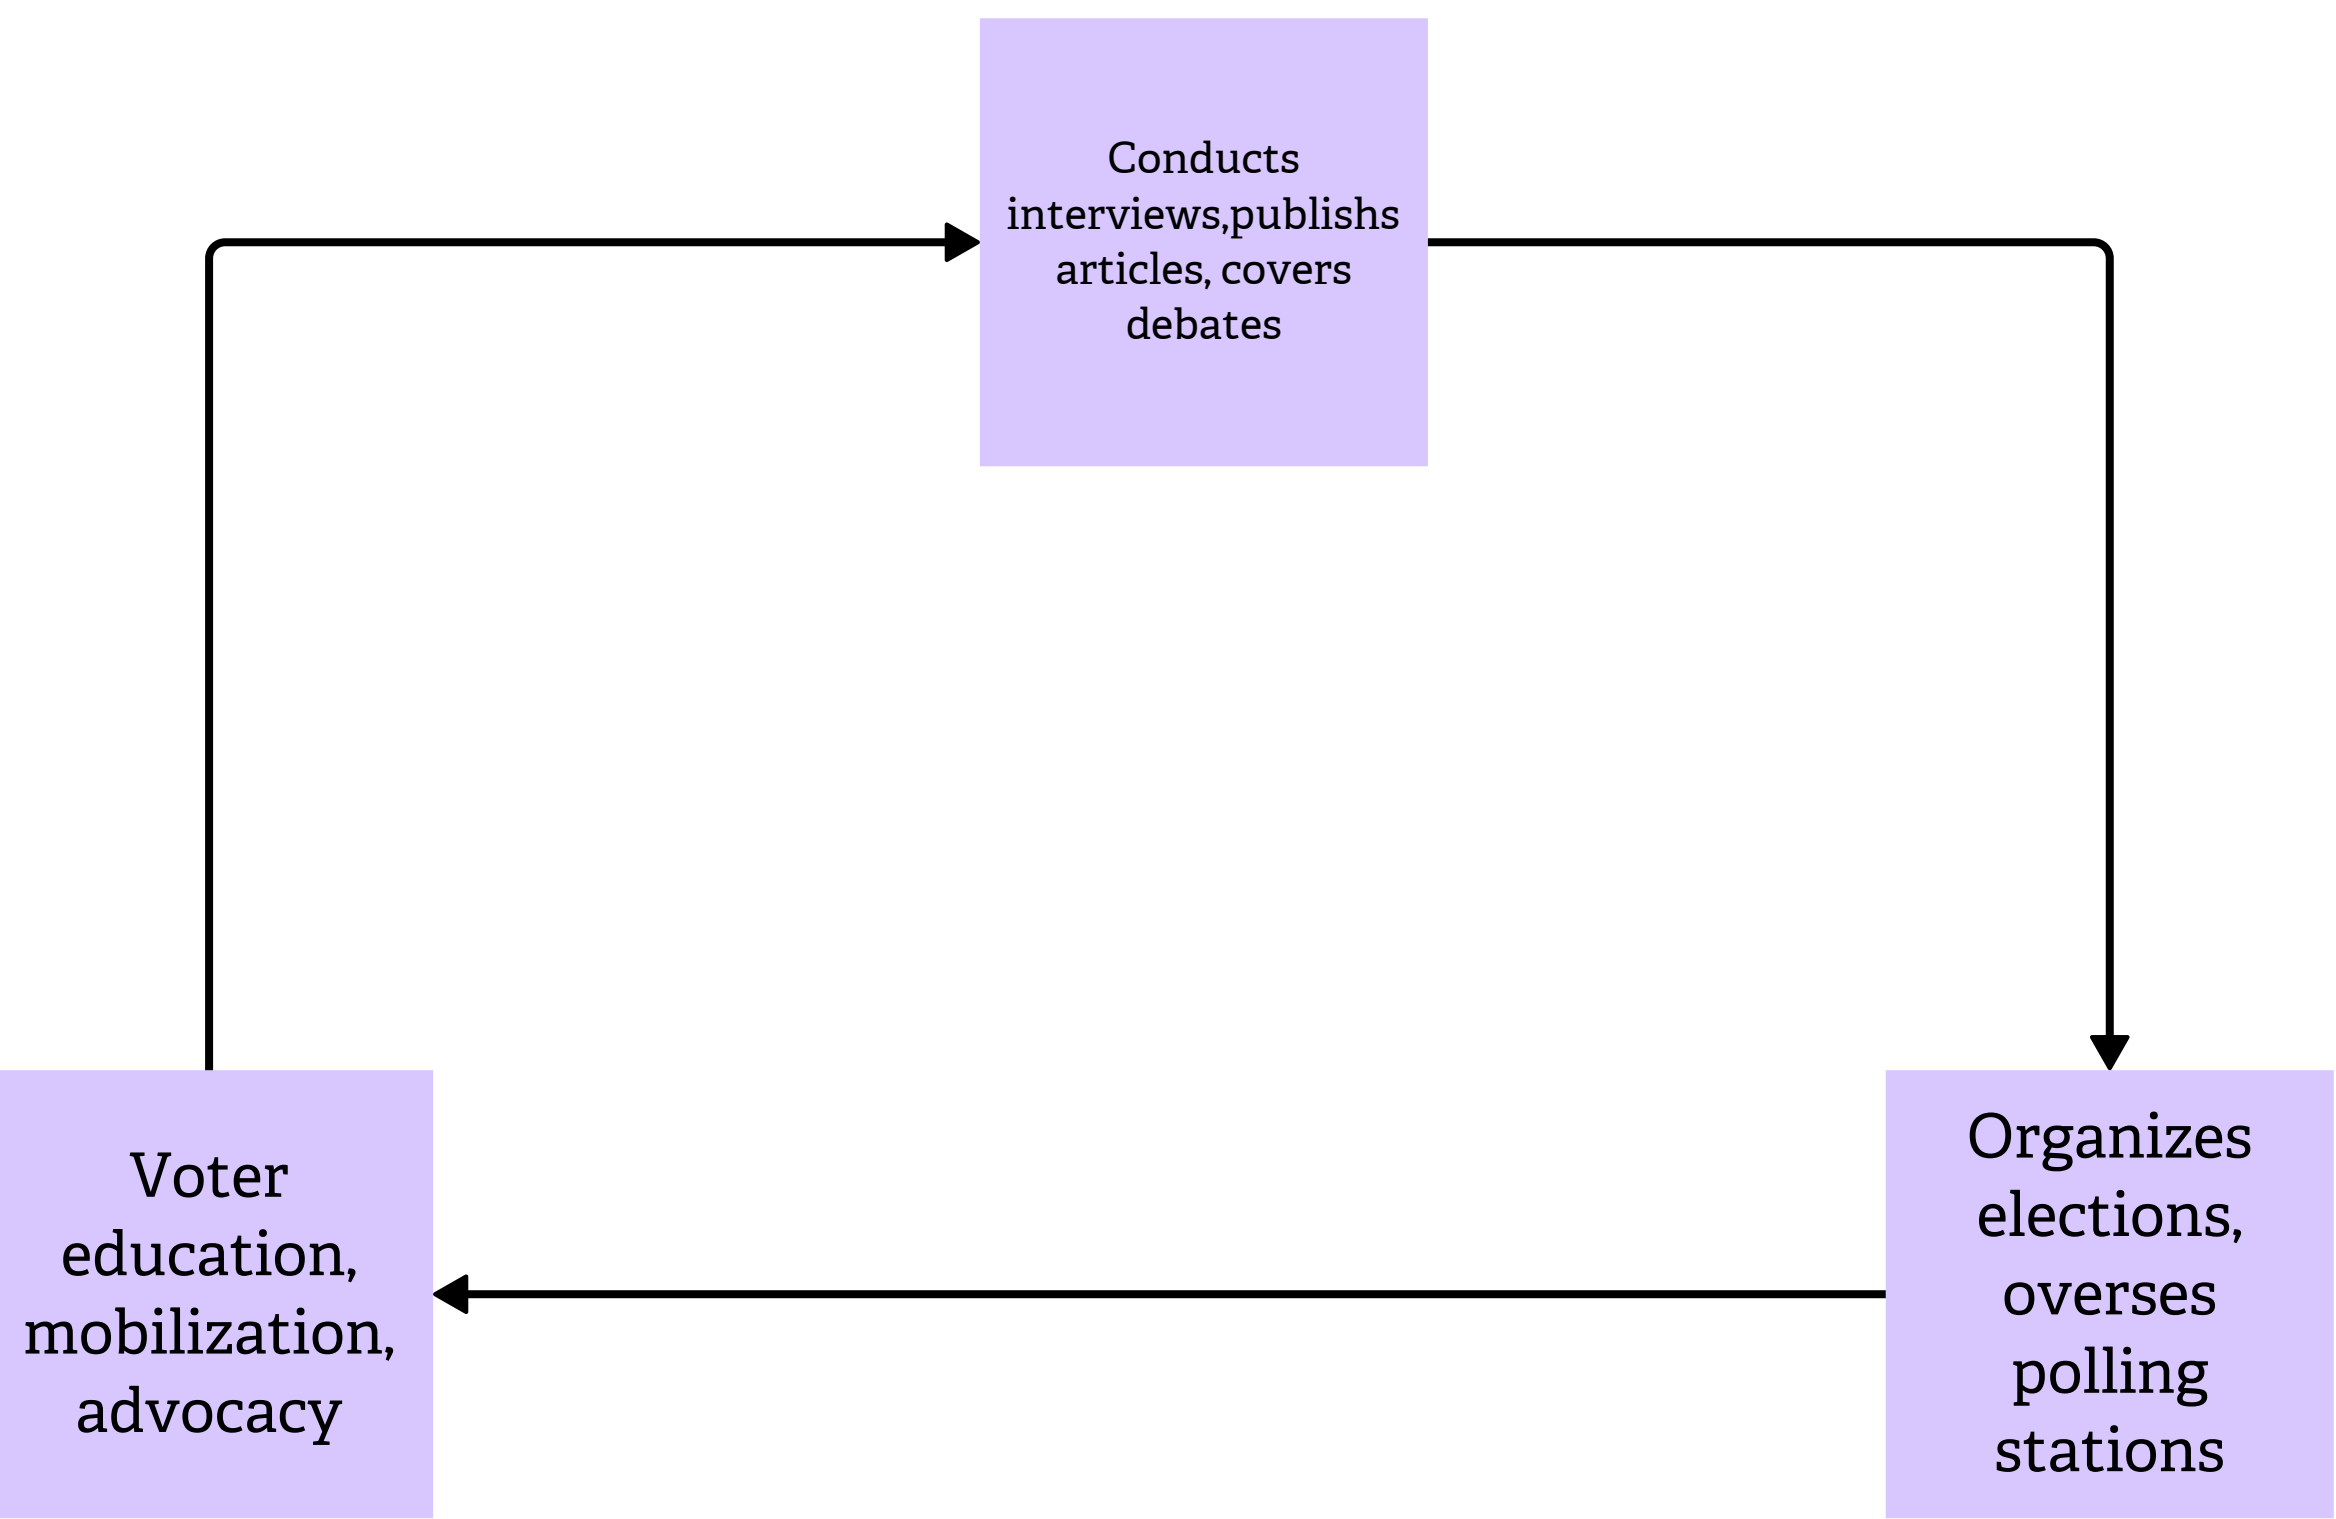 Conducts
interviews,publishs
articles, covers
debates
Voter
education,
mobilization,
advocacy
Organizes
elections,
overses
polling
stations